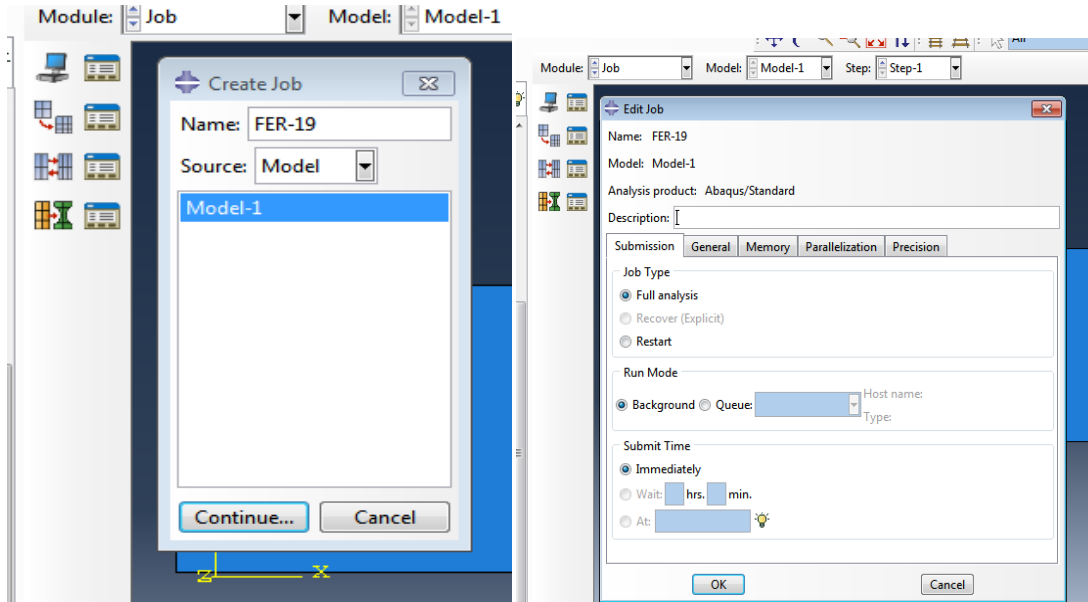 Module: Job Model: Model-1
Create Job
Name: FER-19
Source: Model
Model-1
Continue... Cancel
Z X
All
Module: Job Model: Model-1 Step: Step-1
Edit Job
Name: FER-19
Model: Model-1
Analysis product: Abaqus/Standard
Description:
Submission General Memory Parallelization Precision
Job Type
Full analysis
Recover (Explicit)
Restart
Run Mode
Background Queue: Host name:
Type:
Submit Time
Immediately
Wait: hrs. min.
At:
OK Cancel